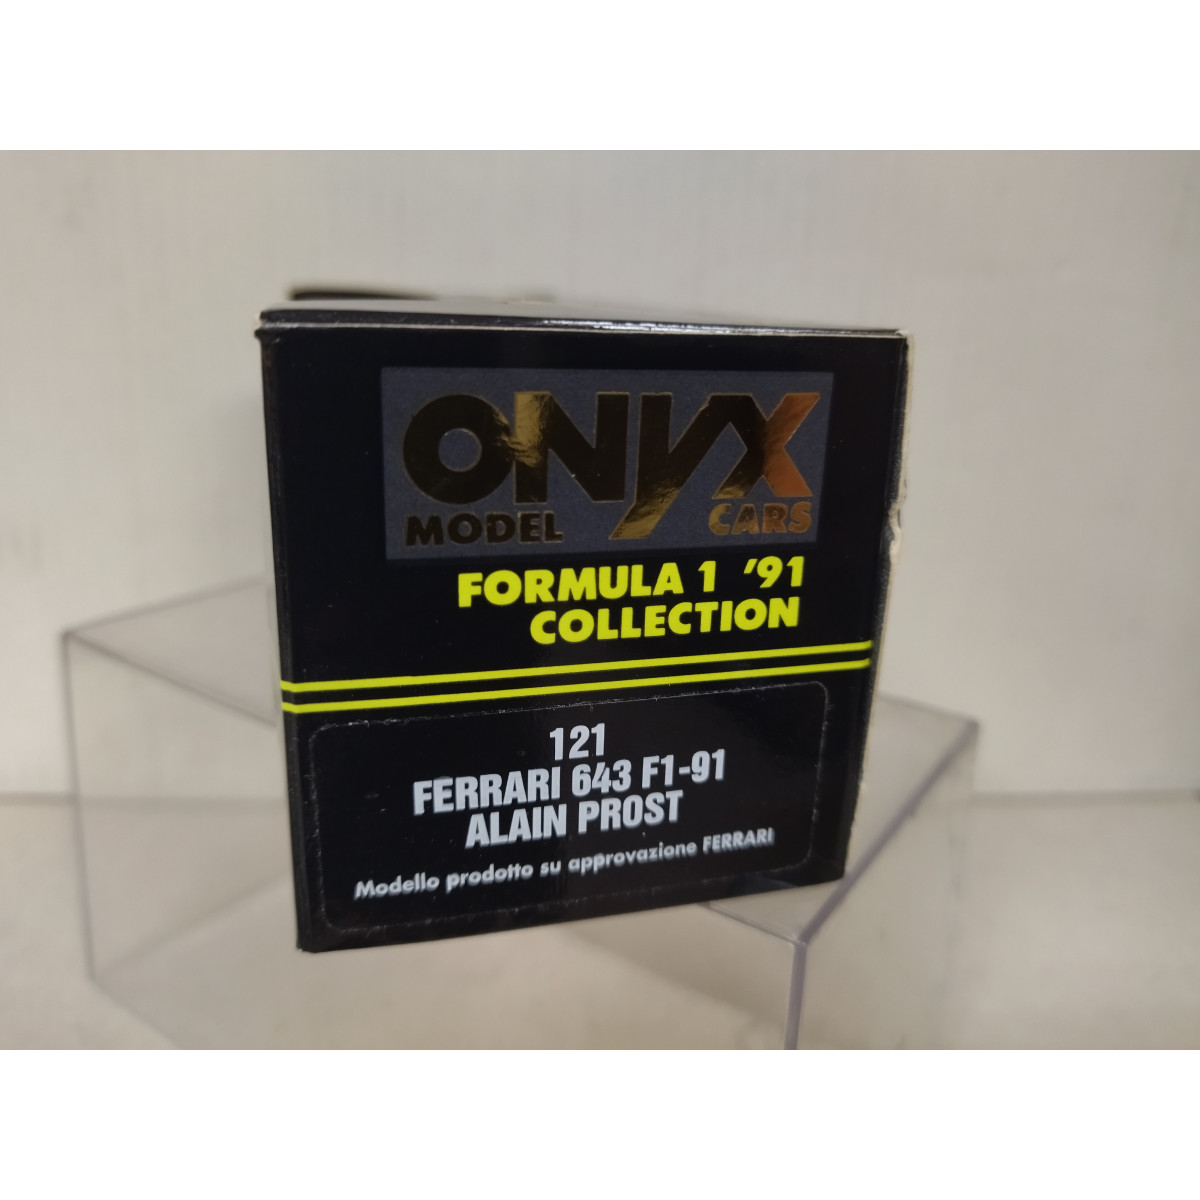 ONYX
MODEL CARS
FORMULA 1 '91
COLLECTION
121
FERRARI 643 F1-91
ALAIN PROST
Modello prodotto su approvazione FERRARI